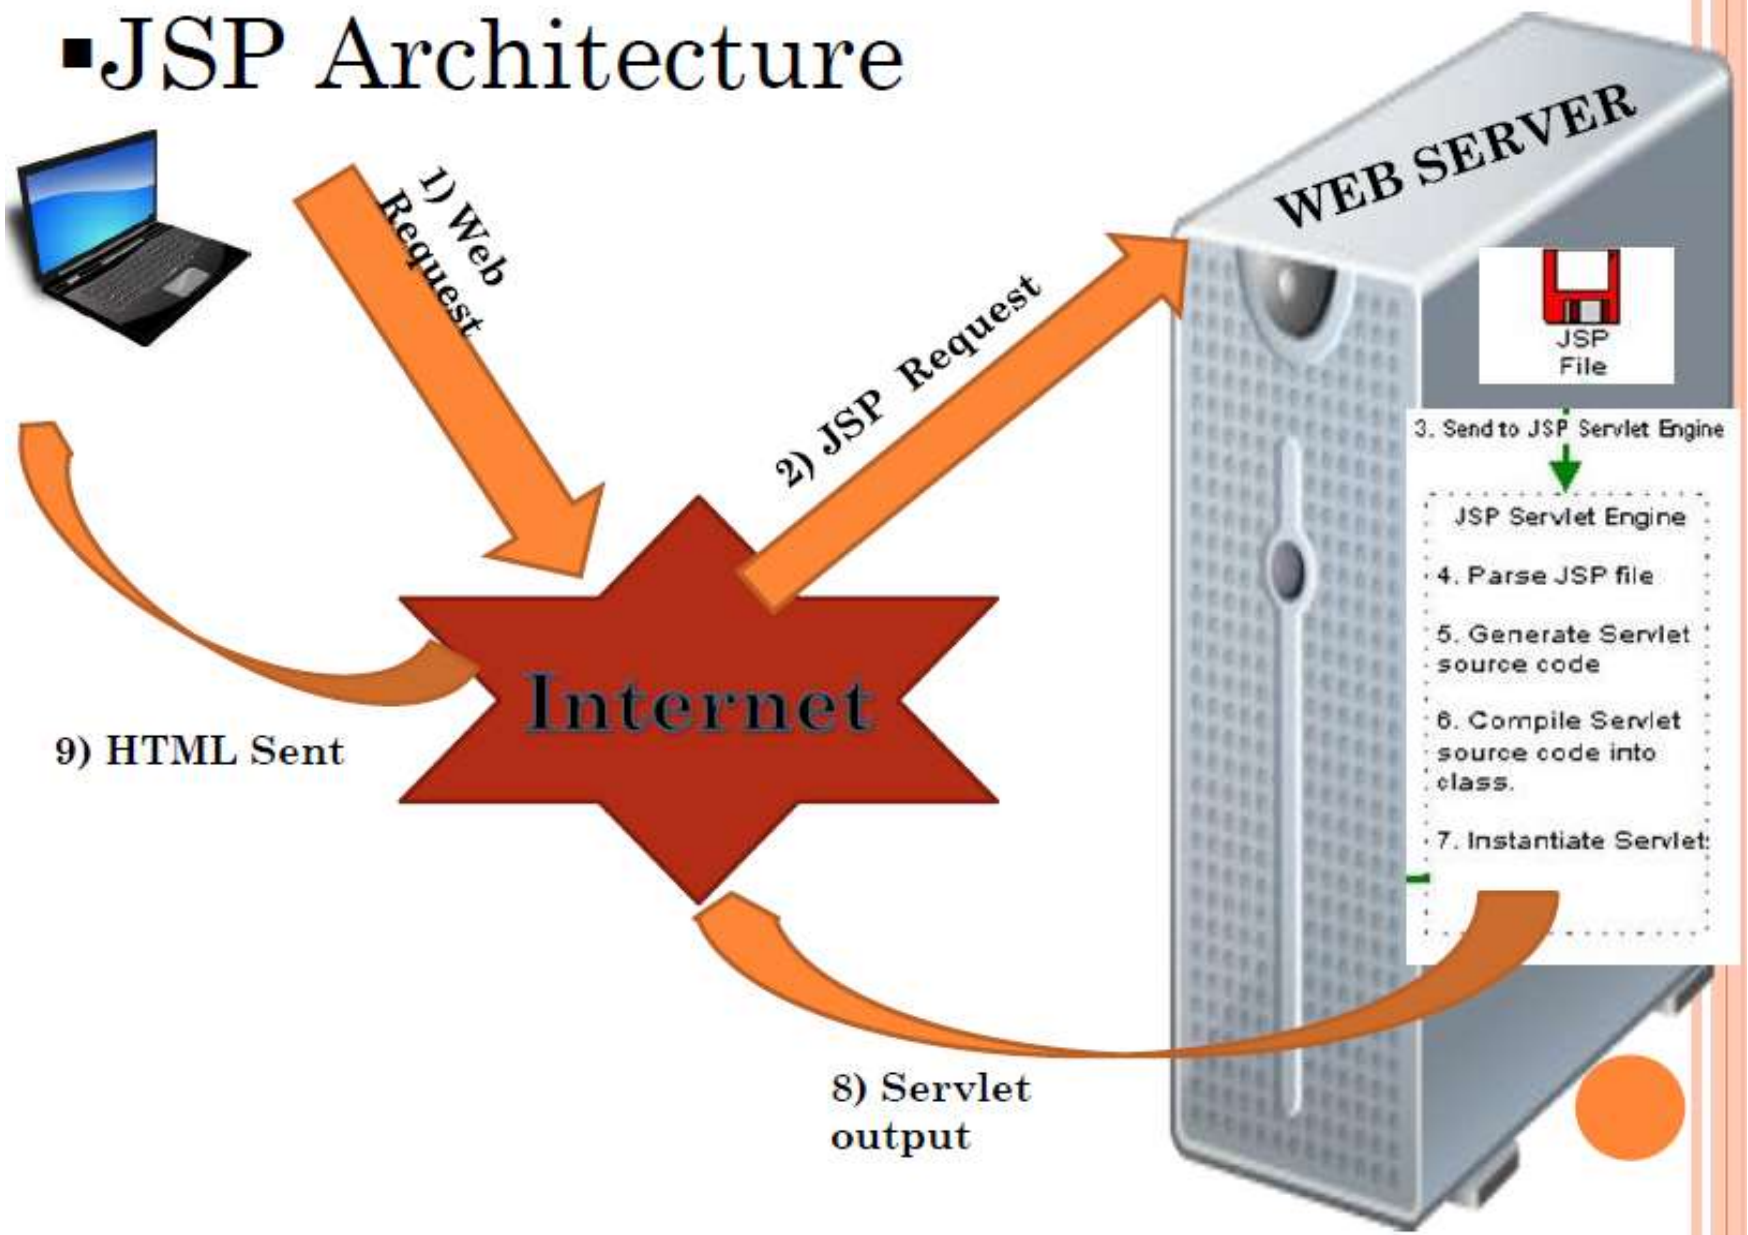 ▪JSP Architecture
WEB SERVER
1) Web
Request
2) JSP Request
JSP
File
3. Send to JSP Servlet Engine
JSP Servlet Engine
4. Parse JSP file
5. Generate Servlet
source code
6. Compile Servlet
source code into
class.
7. Instantiate Servlet
Internet
9) HTML Sent
8) Servlet
output